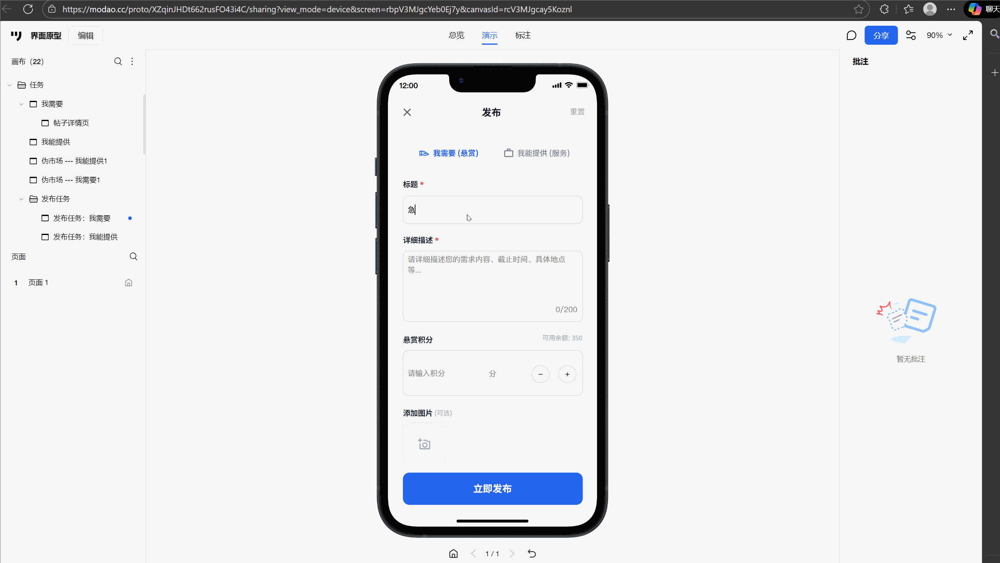 https://modao.cc/proto/XZqinJHDt662rusFO43i4C/sharing?view_mode=device&screen=rbpV3MJgcYeb0Ej7y&canvasId=rcV3MJgcay5Koznl
聊天
界面原型
编辑
总览
演示
标注
分享
90%
画布（22）
任务
我需要
帖子详情页
我能提供
伪市场 --- 我能提供1
伪市场 --- 我需要1
发布任务
发布任务：我需要
发布任务：我能提供
页面
1 页面 1
12:00
发布
重置
我需要 (悬赏)
我能提供 (服务)
标题 *
急
详细描述 *
请详细描述您的需求内容、截止时间、具体地点
等...
0/200
悬赏积分
可用余额: 350
请输入积分
分
− +
添加图片 (可选)
立即发布
1 / 1
批注
暂无批注